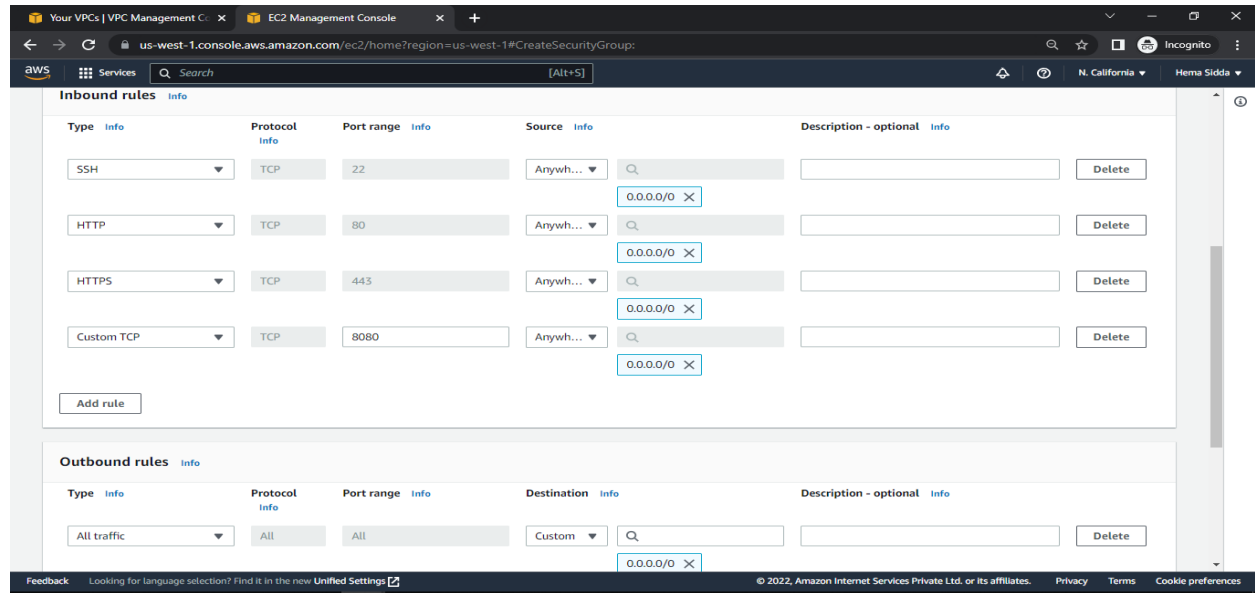 Your VPCs | VPC Management Co
EC2 Management Console
us-west-1.console.aws.amazon.com/ec2/home?region=us-west-1#CreateSecurityGroup:
Incognito
aws
Services
Search
[Alt+S]
N. California
Hema Sidda
Inbound rules Info
Type Info
Protocol Info
Port range Info
Source Info
Description - optional Info
SSH TCP 22 Anywh... Delete
0.0.0.0/0
HTTP TCP 80 Anywh... Delete
0.0.0.0/0
HTTPS TCP 443 Anywh... Delete
0.0.0.0/0
Custom TCP TCP 8080 Anywh... Delete
0.0.0.0/0
Add rule
Outbound rules Info
Type Info
Protocol Info
Port range Info
Destination Info
Description - optional Info
All traffic All All Custom Delete
0.0.0.0/0
Feedback Looking for language selection? Find it in the new Unified Settings © 2022, Amazon Internet Services Private Ltd. or its affiliates. Privacy Terms Cookie preferences